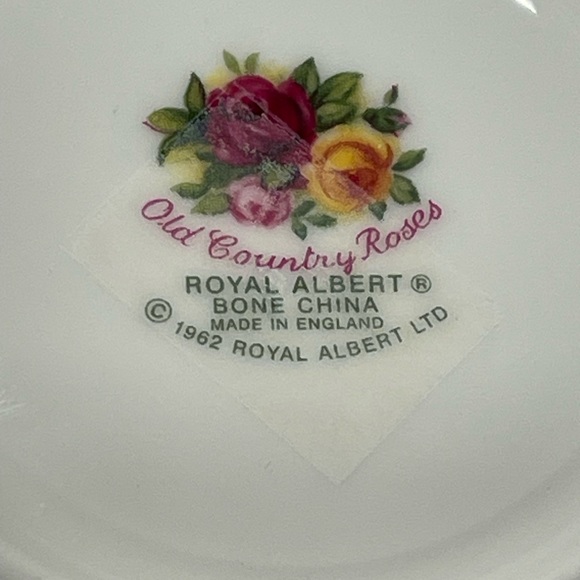 Old Country Roses
ROYAL ALBERT ®
BONE CHINA
MADE IN ENGLAND
© 1962 ROYAL ALBERT LTD